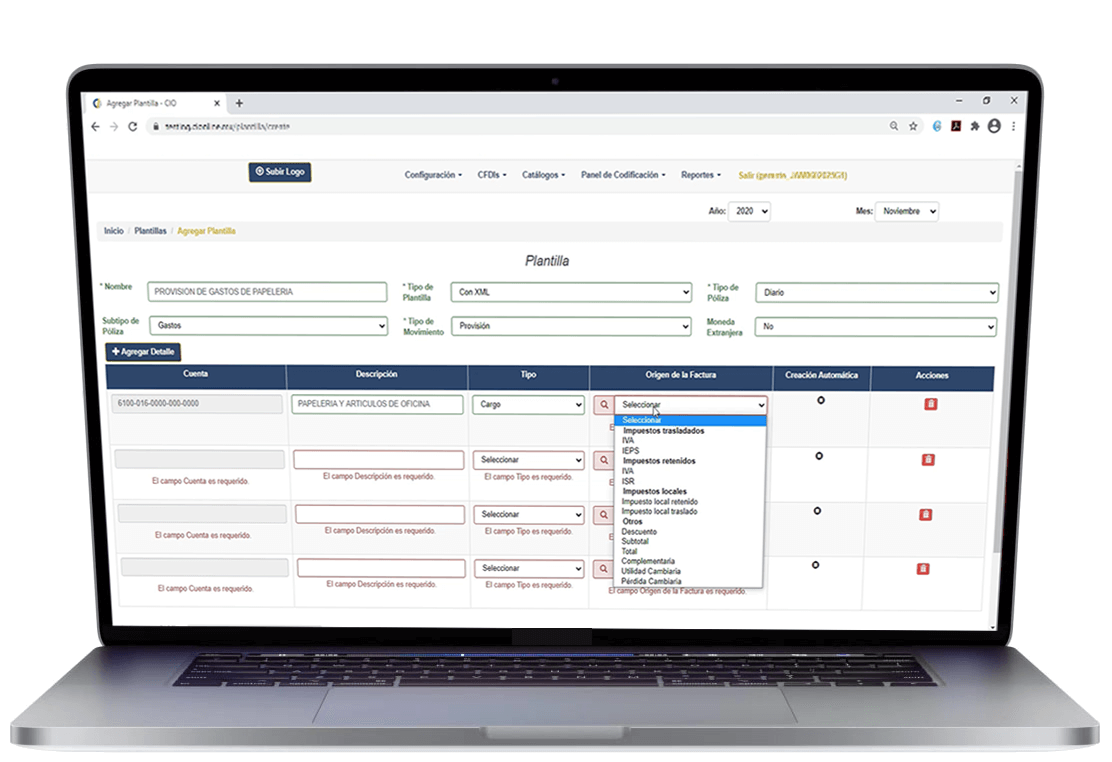 Agregar Plantilla - CIO
Subir Logo
Configuración
CFDIs
Catálogos
Panel de Codificación
Reportes
Salir
Año: 2020
Mes: Noviembre
Inicio / Plantillas / Agregar Plantilla
Plantilla
* Nombre
PROVISION DE GASTOS DE PAPELERIA
* Tipo de
Plantilla
Con XML
* Tipo de
Póliza
Diario
Subtipo de
Póliza
Gastos
* Tipo de
Movimiento
Provisión
Moneda
Extranjera
No
+ Agregar Detalle
Cuenta
Descripción
Tipo
Origen de la Factura
Creación Automática
Acciones
6100-016-0000-000-0000
PAPELERIA Y ARTICULOS DE OFICINA
Cargo
Seleccionar
Seleccionar
Impuestos trasladados
IVA
IEPS
Impuestos retenidos
IVA
ISR
Impuestos locales
Impuesto local retenido
Impuesto local traslado
Otros
Descuento
Subtotal
Total
Complementaria
Utilidad Cambiaria
Pérdida Cambiaria
Seleccionar
El campo Cuenta es requerido.
El campo Descripción es requerido.
El campo Tipo es requerido.
Seleccionar
El campo Cuenta es requerido.
El campo Descripción es requerido.
El campo Tipo es requerido.
Seleccionar
El campo Cuenta es requerido.
El campo Descripción es requerido.
El campo Tipo es requerido.
El campo Origen de la Factura es requerido.